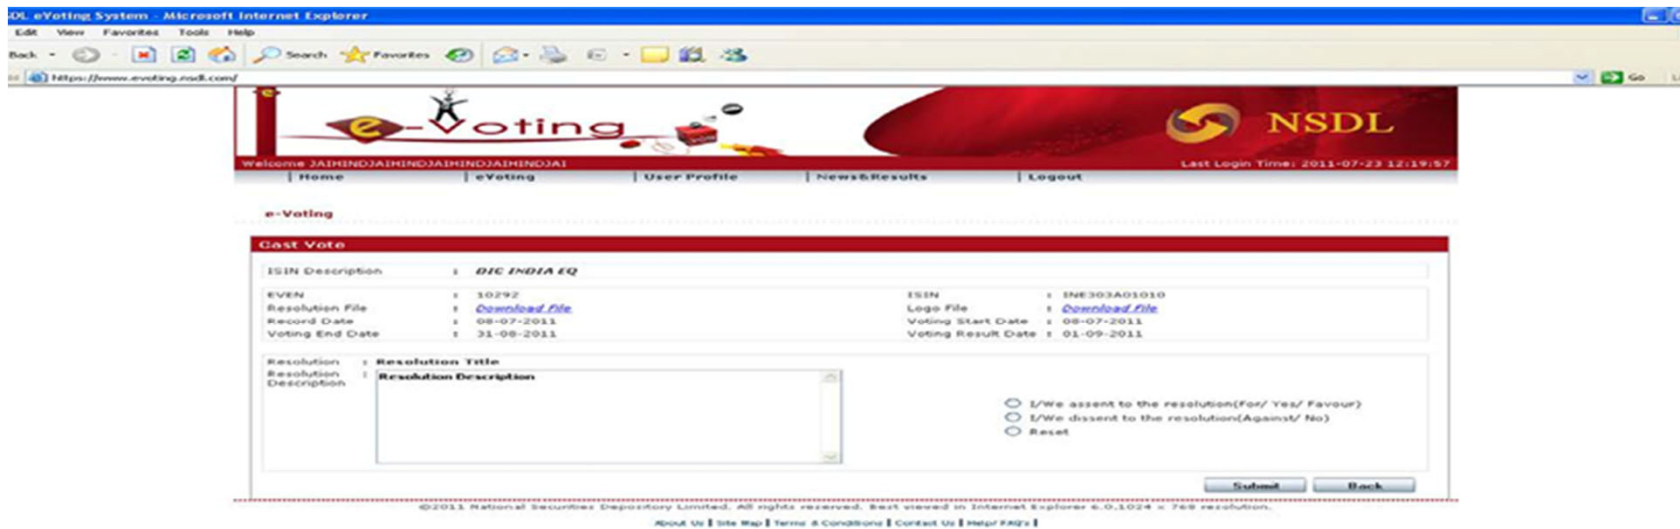 SDL eVoting System - Microsoft Internet Explorer
Edit View Favorites Tools Help
Back Search Favorites
https://www.evoting.nsdl.com/ Go
e-Voting NSDL
Welcome JAIHINDJAIHINDJAIHINDJAIHINDJAI Last Login Time: 2011-07-23 12:19:57
Home eVoting User Profile News&Results Logout
e-Voting
Cast Vote
ISIN Description : DIC INDIA EQ
EVEN : 10292 ISIN : INE303A01010
Resolution File : Download File Logo File : Download File
Record Date : 08-07-2011 Voting Start Date : 08-07-2011
Voting End Date : 31-08-2011 Voting Result Date : 01-09-2011
Resolution : Resolution Title
Resolution Description : Resolution Description
I/We assent to the resolution(For/ Yes/ Favour)
I/We dissent to the resolution(Against/ No)
Reset
Submit Back
©2011 National Securities Depository Limited. All rights reserved. Best viewed in Internet Explorer 6.0,1024 x 768 resolution.
About Us | Site Map | Terms & Conditions | Contact Us | Help/ FAQ's |